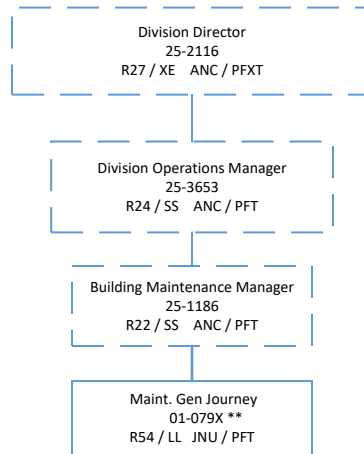 Division Director
25-2116
R27 / XE ANC / PFXT
Division Operations Manager
25-3653
R24 / SS ANC / PFT
Building Maintenance Manager
25-1186
R22 / SS ANC / PFT
Maint. Gen Journey
01-079X **
R54 / LL JNU / PFT